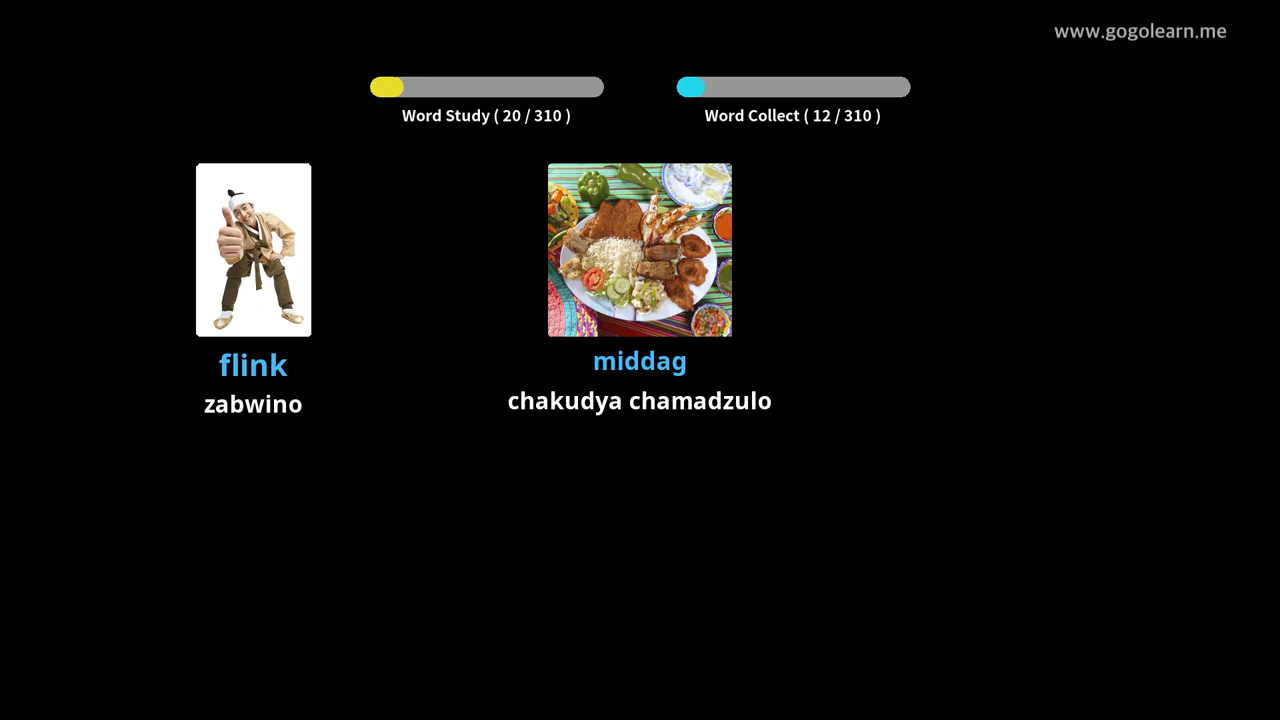 www.gogolearn.me
Word Study ( 20 / 310 )
Word Collect ( 12 / 310 )
flink
zabwino
middag
chakudya chamadzulo